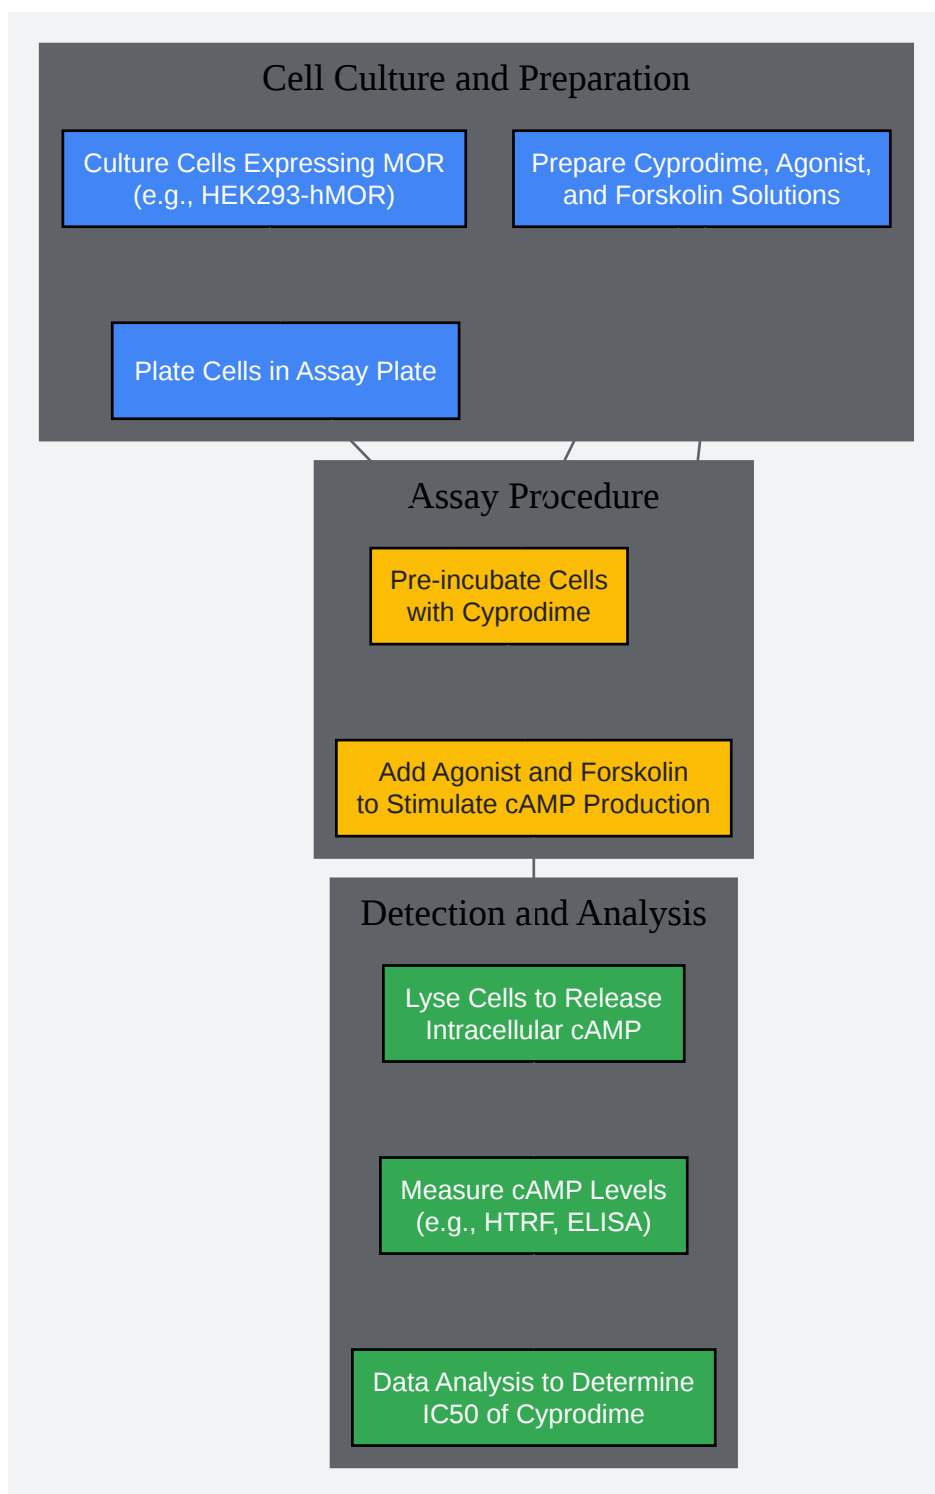 Cell Culture and Preparation
Culture Cells Expressing MOR
(e.g., HEK293-hMOR)
Prepare Cyprodime, Agonist,
and Forskolin Solutions
Plate Cells in Assay Plate
Assay Procedure
Pre-incubate Cells
with Cyprodime
Add Agonist and Forskolin
to Stimulate cAMP Production
Detection and Analysis
Lyse Cells to Release
Intracellular cAMP
Measure cAMP Levels
(e.g., HTRF, ELISA)
Data Analysis to Determine
IC50 of Cyprodime